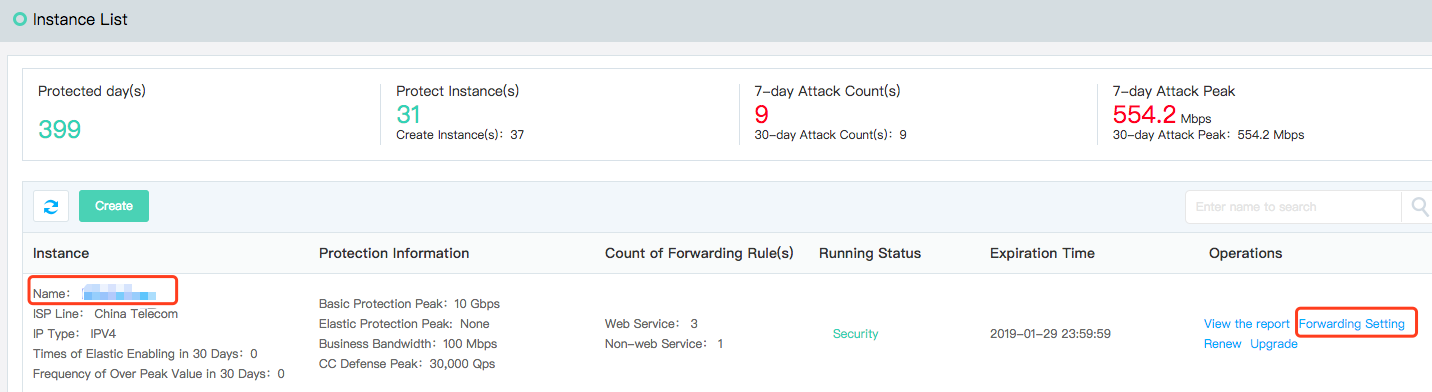 Instance List
Protected day(s)
399
Protect Instance(s)
31
Create Instance(s): 37
7-day Attack Count(s)
9
30-day Attack Count(s): 9
7-day Attack Peak
554.2 Mbps
30-day Attack Peak: 554.2 Mbps
Create
Enter name to search
Instance
Protection Information
Count of Forwarding Rule(s)
Running Status
Expiration Time
Operations
Name:
ISP Line: China Telecom
IP Type: IPV4
Times of Elastic Enabling in 30 Days: 0
Frequency of Over Peak Value in 30 Days: 0
Basic Protection Peak: 10 Gbps
Elastic Protection Peak: None
Business Bandwidth: 100 Mbps
CC Defense Peak: 30,000 Qps
Web Service: 3
Non-web Service: 1
Security
2019-01-29 23:59:59
View the report Forwarding Setting
Renew Upgrade